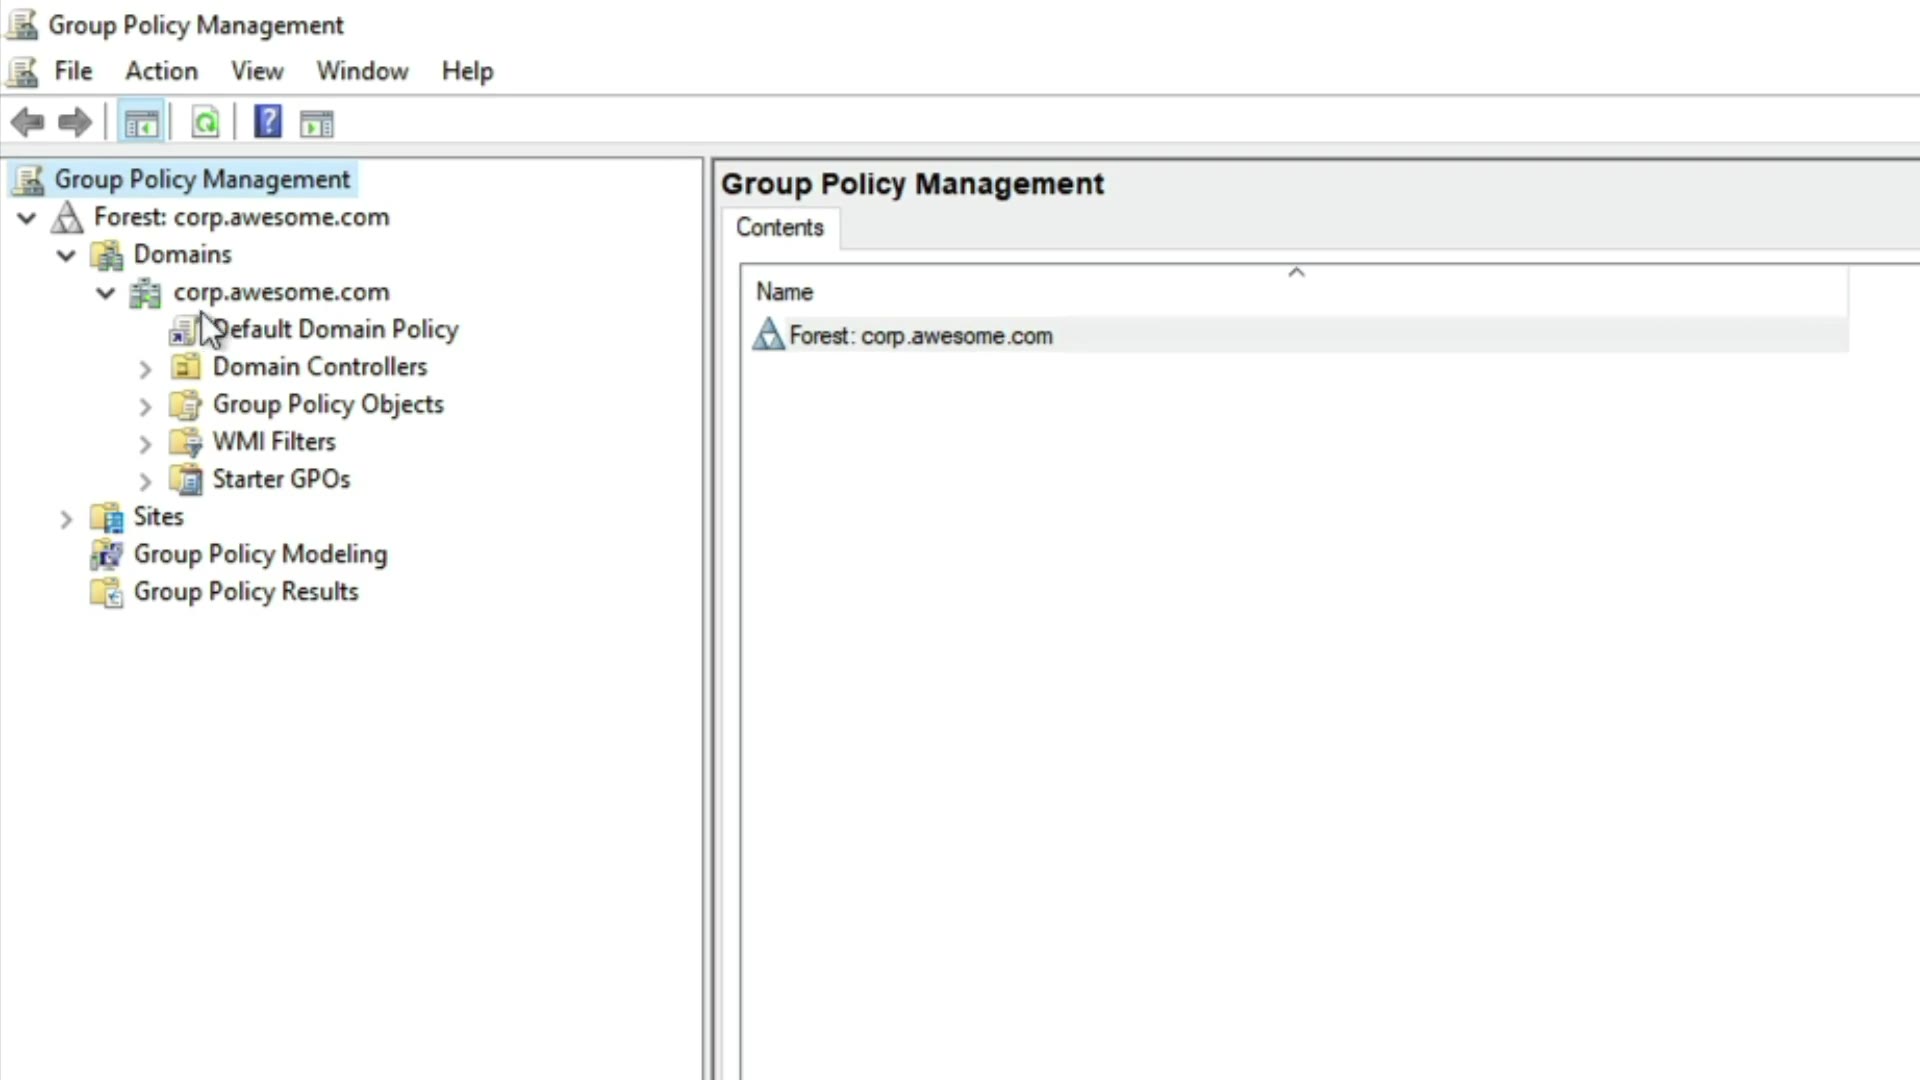 Group Policy Management
File Action View Window Help
Group Policy Management
Forest: corp.awesome.com
Domains
corp.awesome.com
Default Domain Policy
Domain Controllers
Group Policy Objects
WMI Filters
Starter GPOs
Sites
Group Policy Modeling
Group Policy Results
Group Policy Management
Contents
Name
Forest: corp.awesome.com